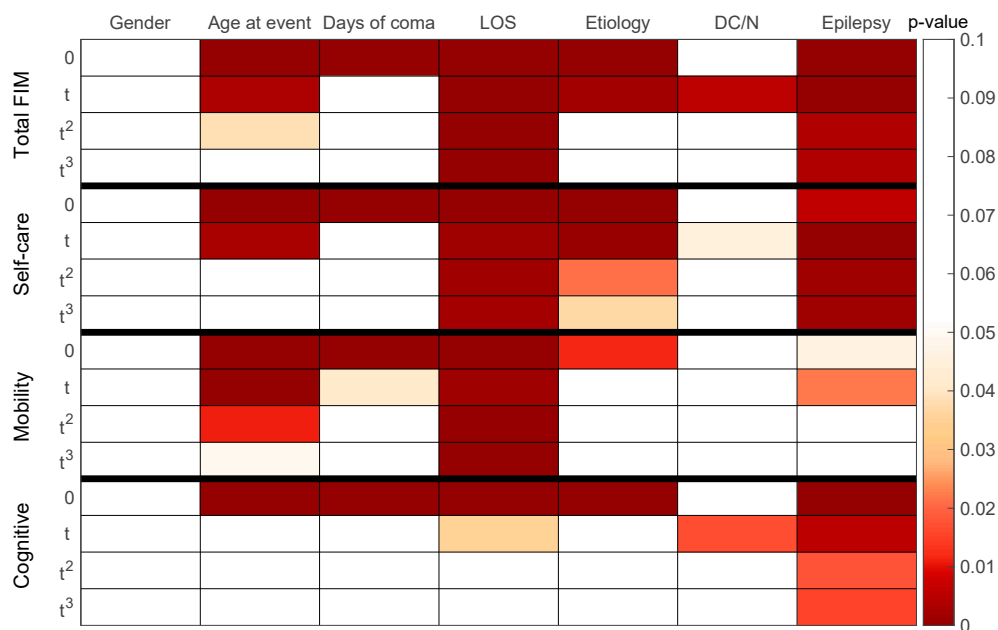 Gender Age at event Days of coma LOS Etiology DC/N Epilepsy p-value
Total FIM
0
t
t²
t³
Self-care
0
t
t²
t³
Mobility
0
t
t²
t³
Cognitive
0
t
t²
t³
0.1
0.09
0.08
0.07
0.06
0.05
0.04
0.03
0.02
0.01
0